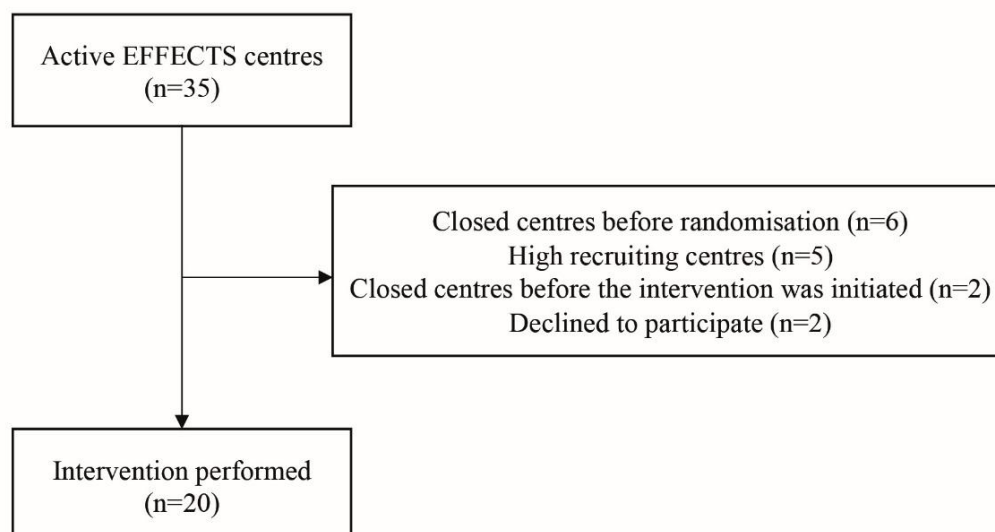 Active EFFECTS centres
(n=35)
Closed centres before randomisation (n=6)
High recruiting centres (n=5)
Closed centres before the intervention was initiated (n=2)
Declined to participate (n=2)
Intervention performed
(n=20)